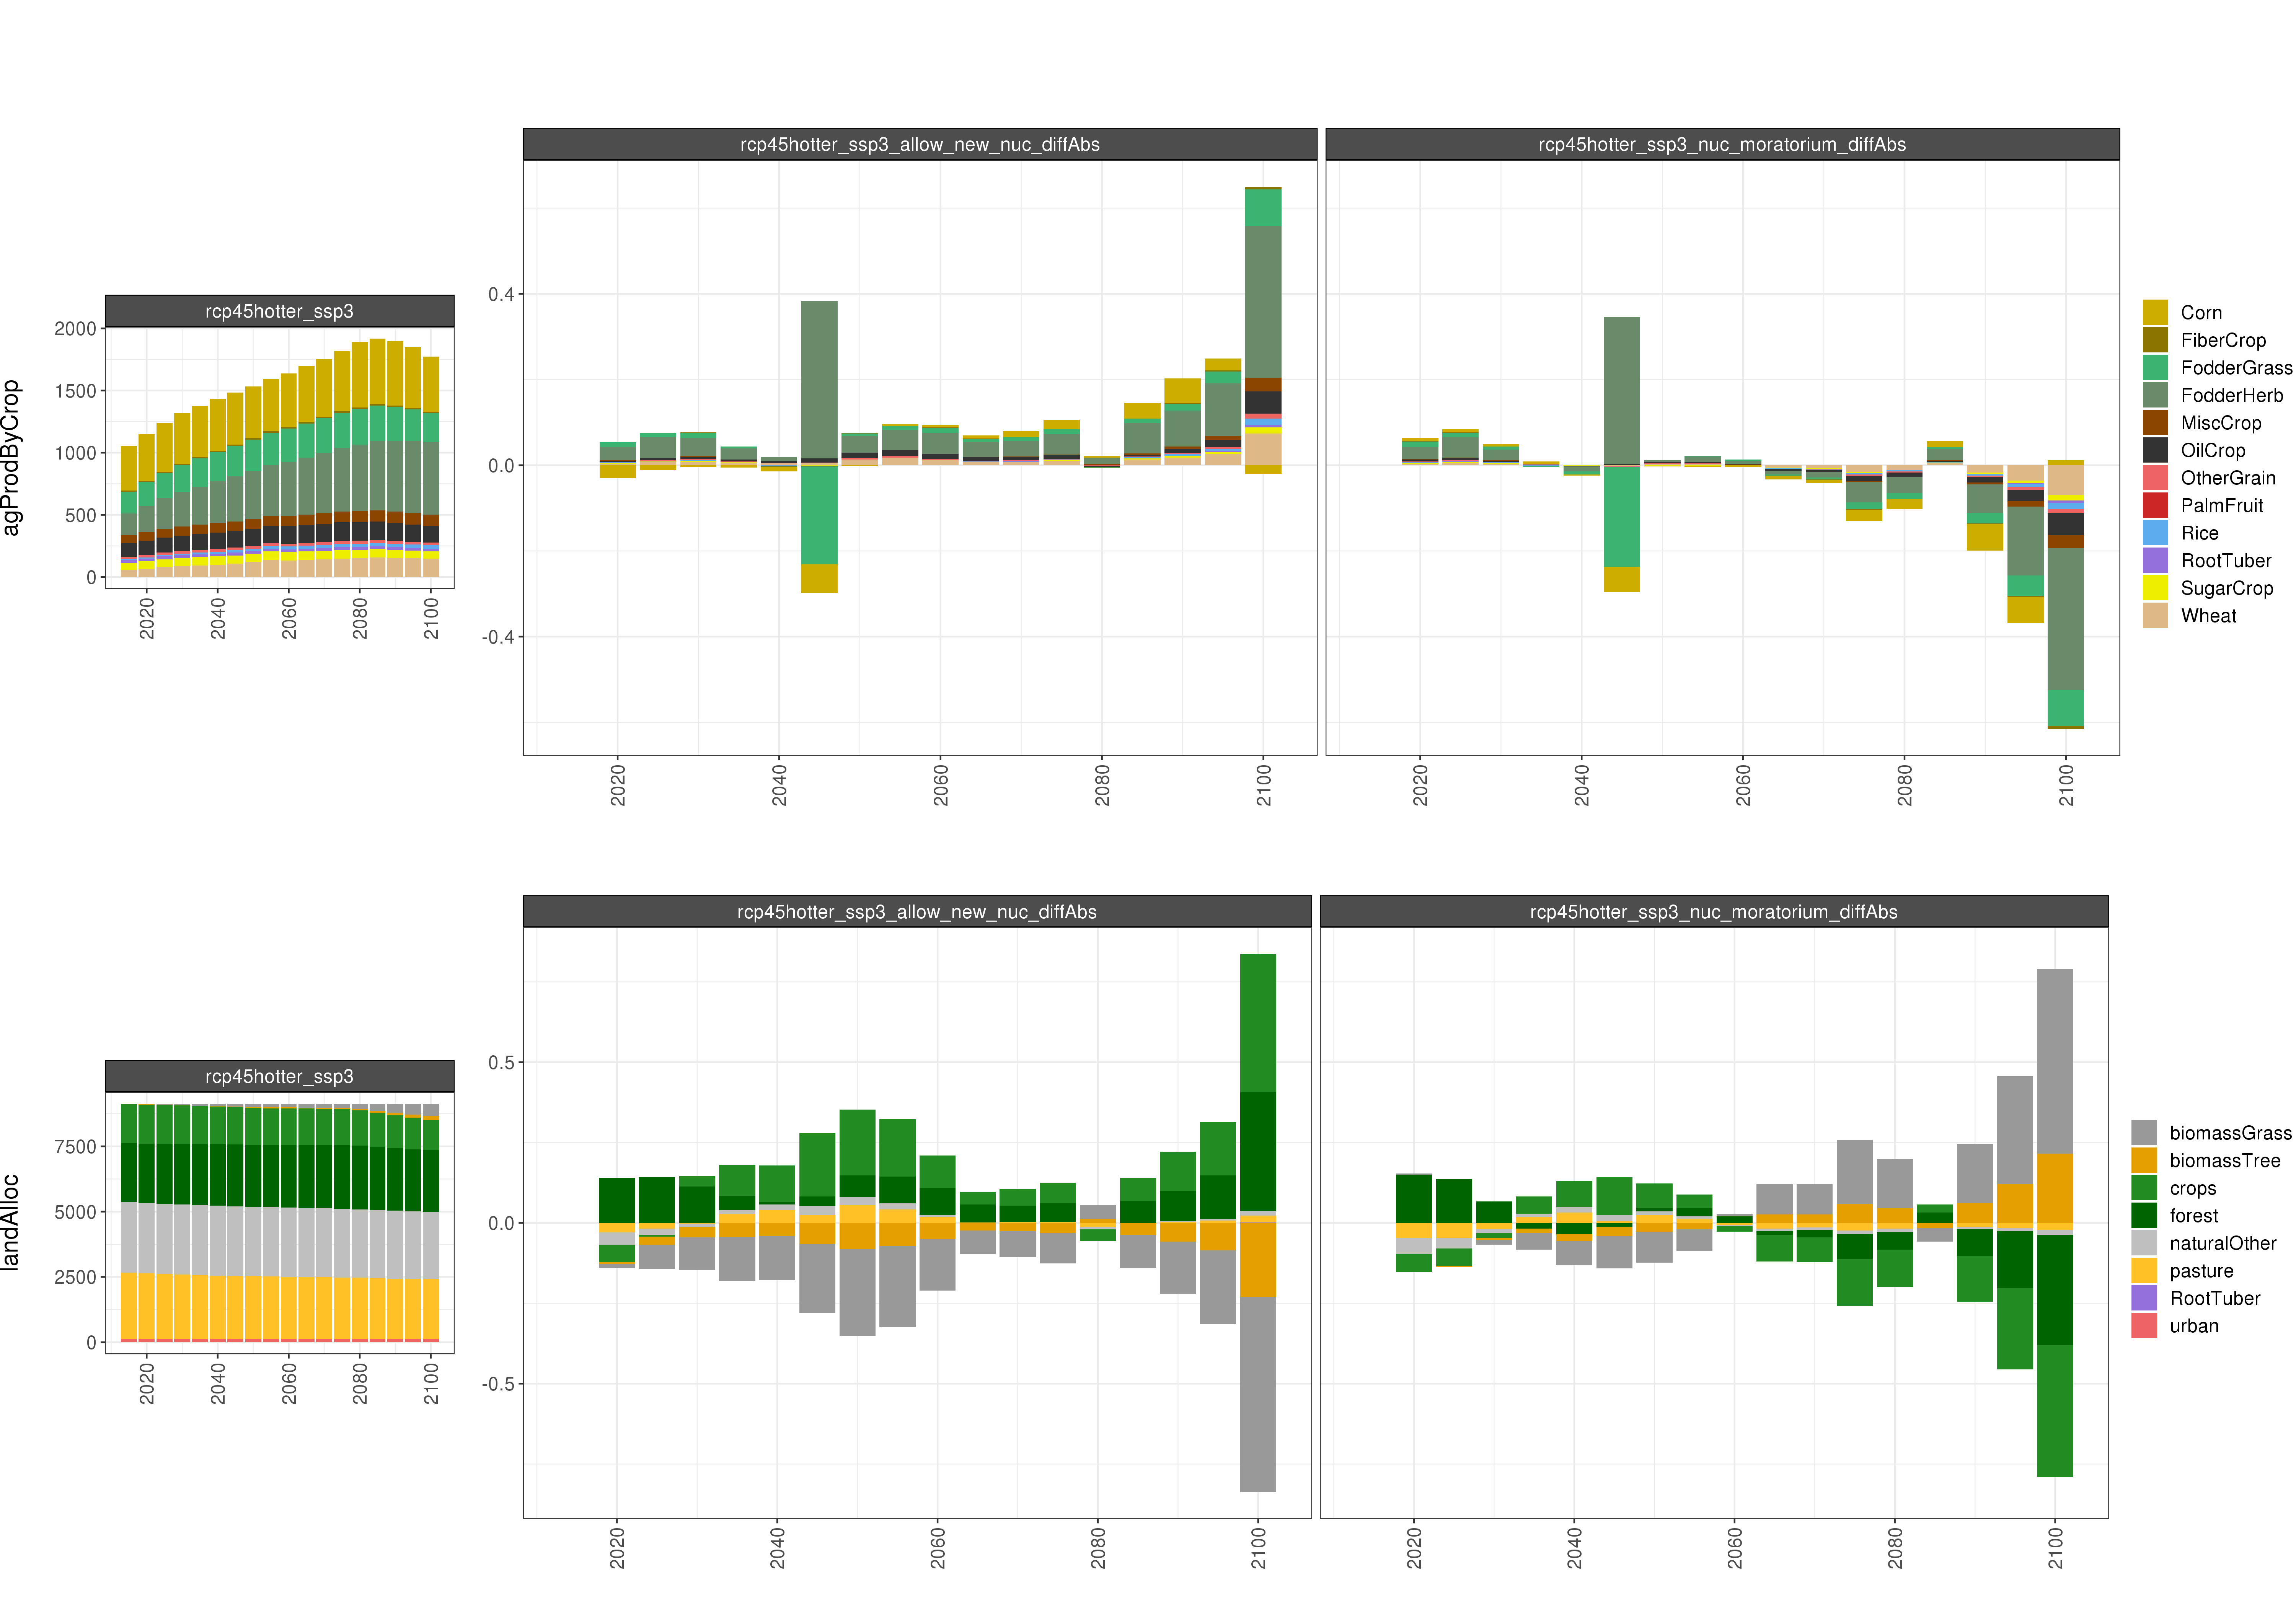 rcp45hotter_ssp3_allow_new_nuc_diffAbs
rcp45hotter_ssp3_nuc_moratorium_diffAbs
rcp45hotter_ssp3
agProdByCrop
2000
1500
1000
500
0
2020
2040
2060
2080
2100
0.4
0.0
-0.4
2020
2040
2060
2080
2100
2020
2040
2060
2080
2100
Corn
FiberCrop
FodderGrass
FodderHerb
MiscCrop
OilCrop
OtherGrain
PalmFruit
Rice
RootTuber
SugarCrop
Wheat
rcp45hotter_ssp3_allow_new_nuc_diffAbs
rcp45hotter_ssp3_nuc_moratorium_diffAbs
rcp45hotter_ssp3
landAlloc
7500
5000
2500
0
2020
2040
2060
2080
2100
0.5
0.0
-0.5
2020
2040
2060
2080
2100
2020
2040
2060
2080
2100
biomassGrass
biomassTree
crops
forest
naturalOther
pasture
RootTuber
urban